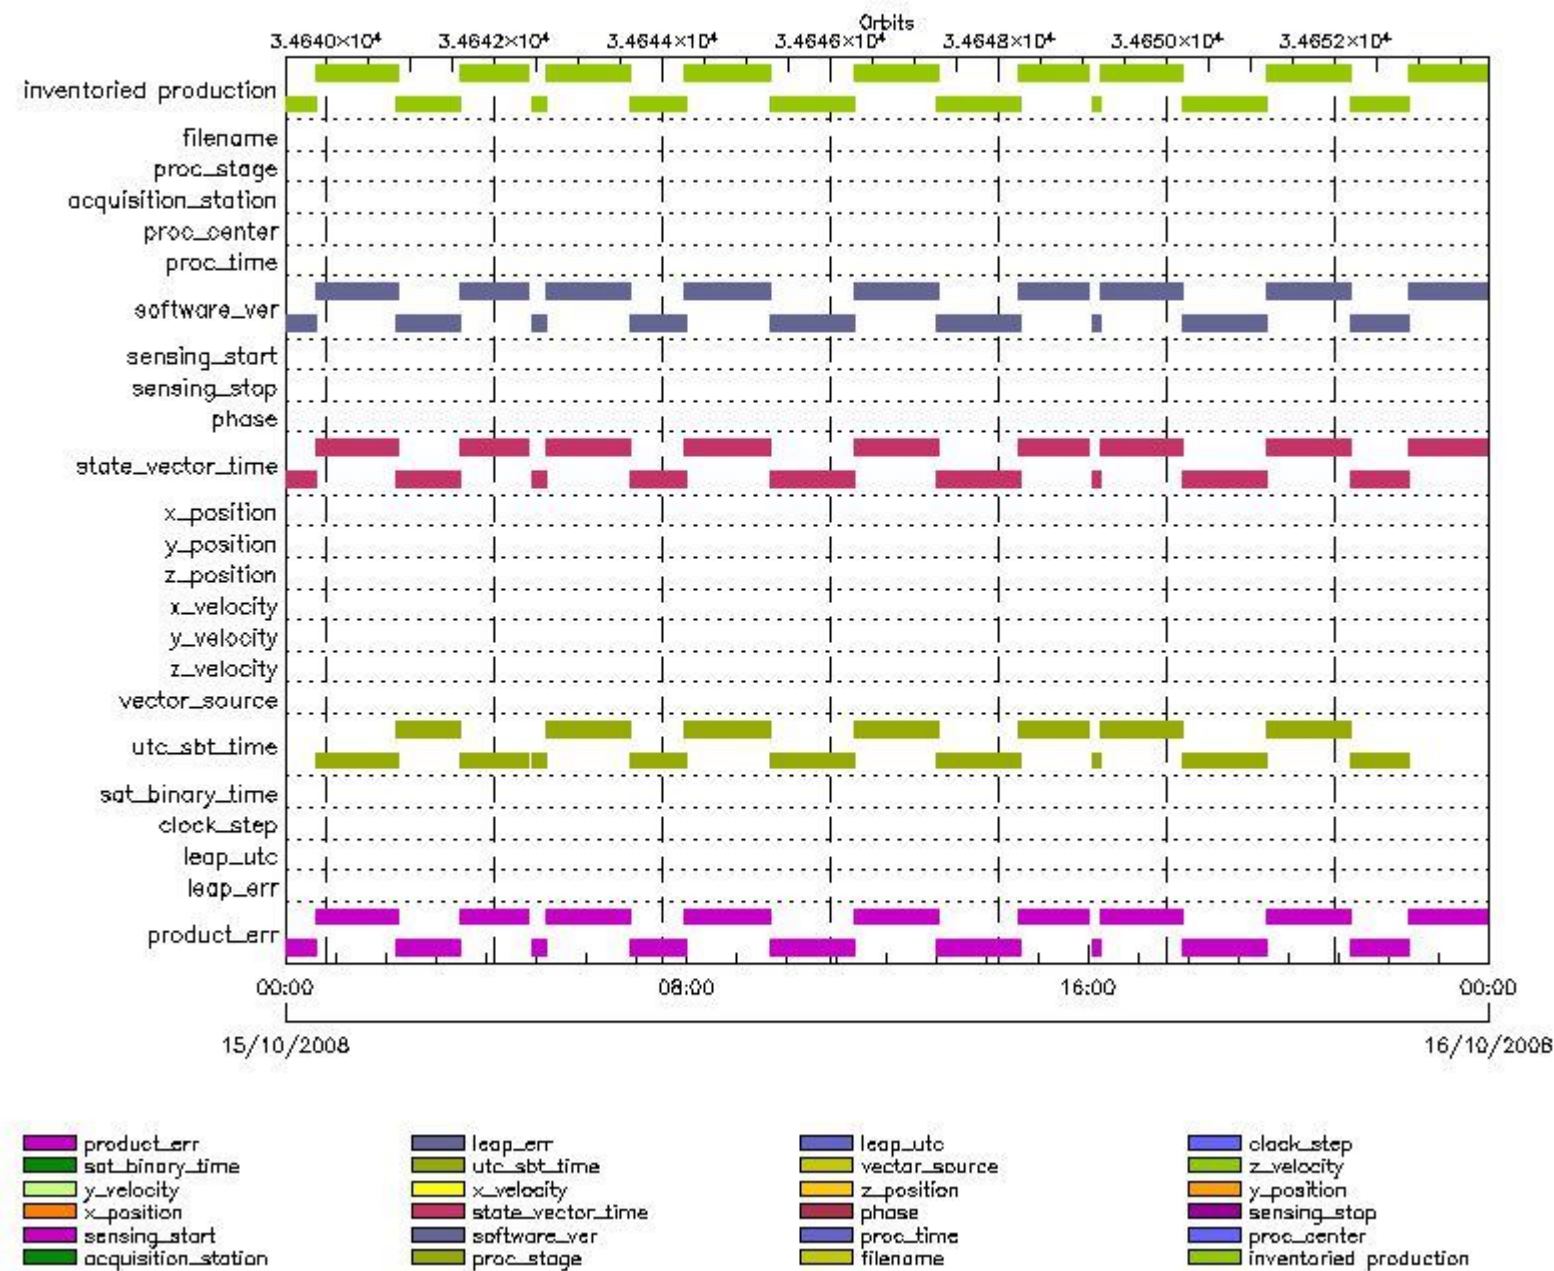 Orbits
3.4640×10⁴ 3.4642×10⁴ 3.4644×10⁴ 3.4646×10⁴ 3.4648×10⁴ 3.4650×10⁴ 3.4652×10⁴
inventoried production
filename
proc_stage
acquisition_station
proc_center
proc_time
software_ver
sensing_start
sensing_stop
phase
state_vector_time
x_position
y_position
z_position
x_velocity
y_velocity
z_velocity
vector_source
utc_sbt_time
sat_binary_time
clock_step
leap_utc
leap_err
product_err
00:00 08:00 16:00 00:00
15/10/2008 16/10/2008
product_err leap_err leap_utc clock_step
sat_binary_time utc_sbt_time vector_source z_velocity
y_velocity x_velocity z_position y_position
x_position state_vector_time phase sensing_stop
sensing_start software_ver proc_time proc_center
acquisition_station proc_stage filename inventoried production